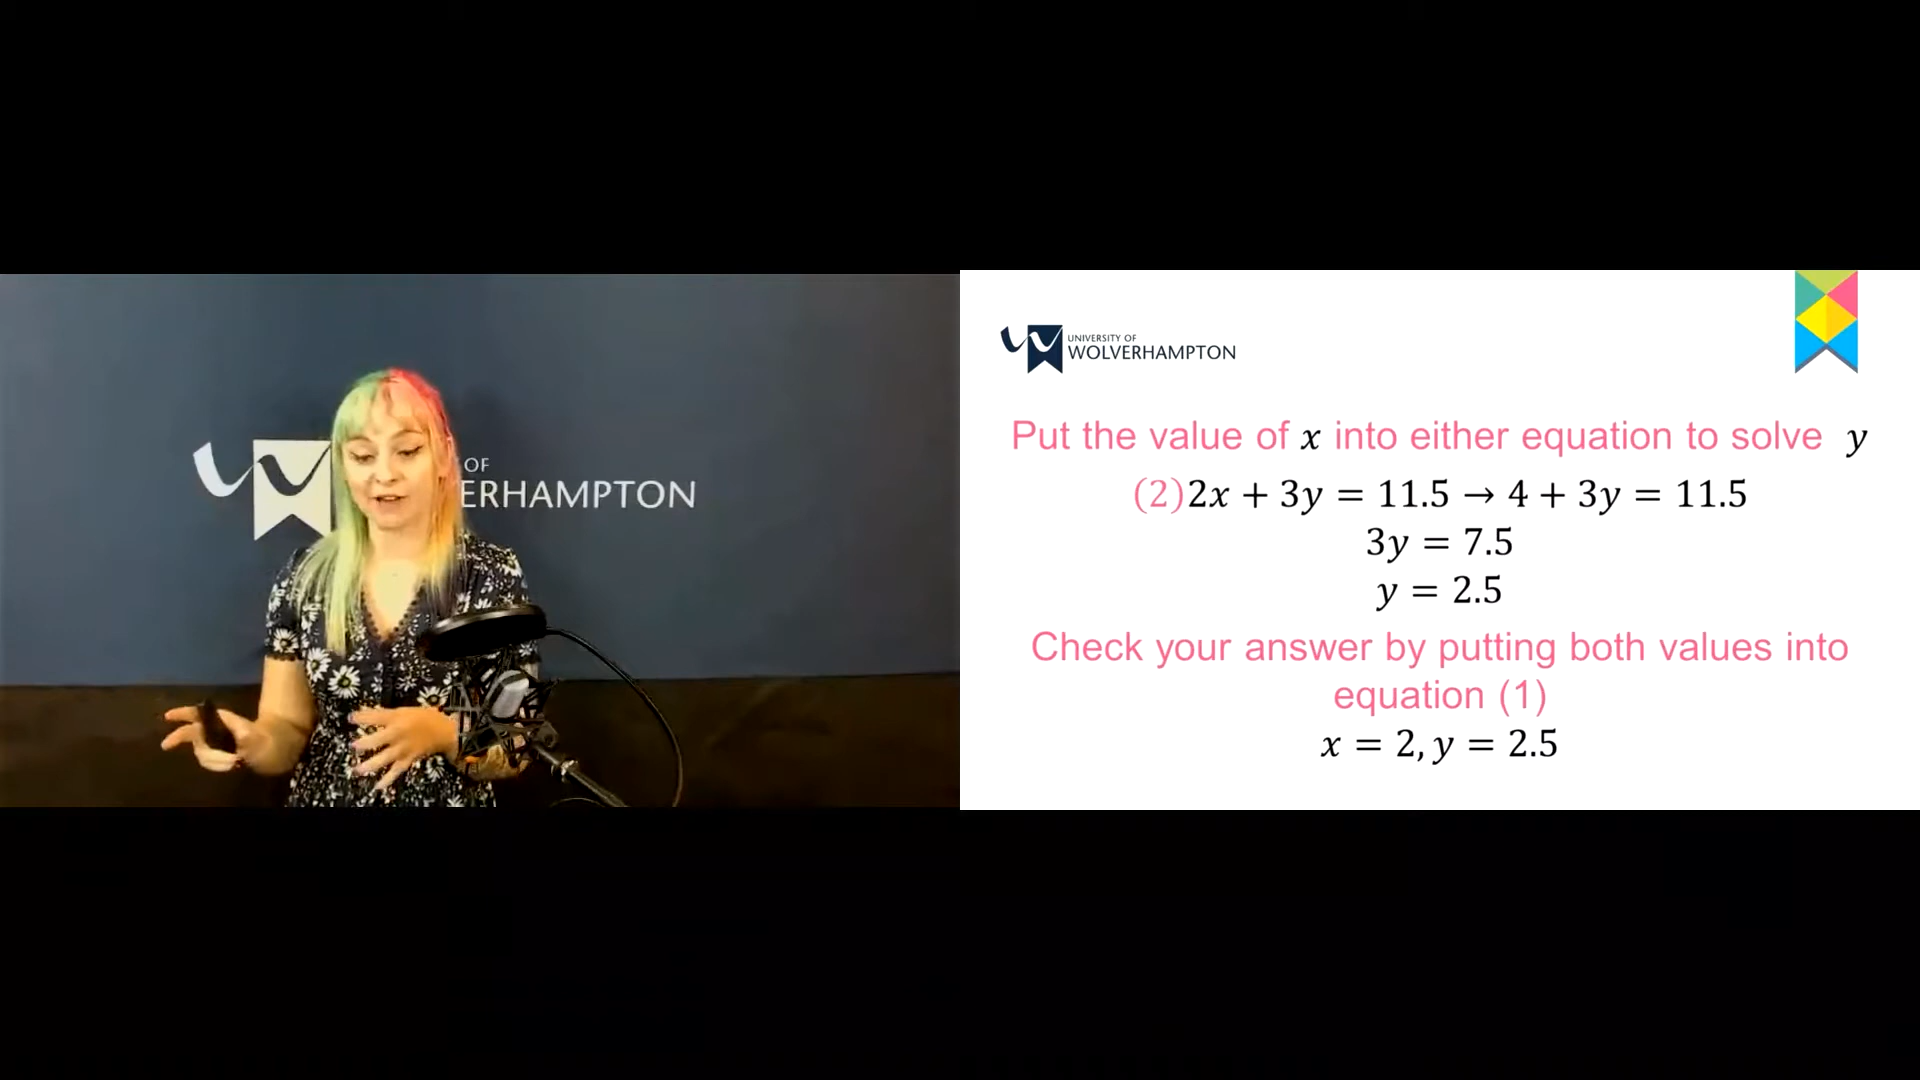 OF
ERHAMPTON
UNIVERSITY OF
WOLVERHAMPTON
Put the value of x into either equation to solve y
(2)2x + 3y = 11.5 → 4 + 3y = 11.5
3y = 7.5
y = 2.5
Check your answer by putting both values into
equation (1)
x = 2, y = 2.5